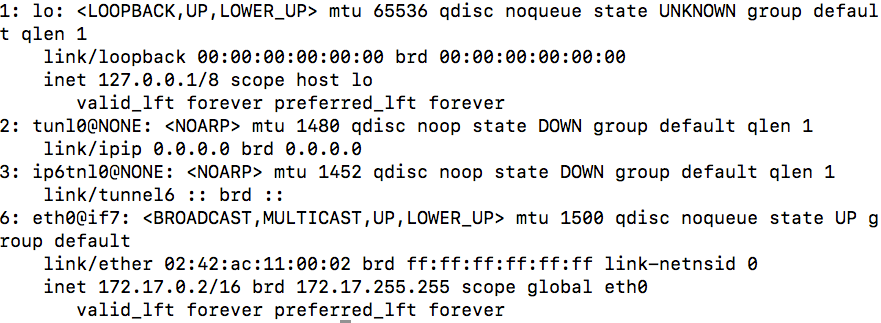 1: lo: <LOOPBACK,UP,LOWER_UP> mtu 65536 qdisc noqueue state UNKNOWN group defaul
t qlen 1
    link/loopback 00:00:00:00:00:00 brd 00:00:00:00:00:00
    inet 127.0.0.1/8 scope host lo
       valid_lft forever preferred_lft forever
2: tunl0@NONE: <NOARP> mtu 1480 qdisc noop state DOWN group default qlen 1
    link/ipip 0.0.0.0 brd 0.0.0.0
3: ip6tnl0@NONE: <NOARP> mtu 1452 qdisc noop state DOWN group default qlen 1
    link/tunnel6 :: brd ::
6: eth0@if7: <BROADCAST,MULTICAST,UP,LOWER_UP> mtu 1500 qdisc noqueue state UP g
roup default
    link/ether 02:42:ac:11:00:02 brd ff:ff:ff:ff:ff:ff link-netnsid 0
    inet 172.17.0.2/16 brd 172.17.255.255 scope global eth0
       valid_lft forever preferred_lft forever